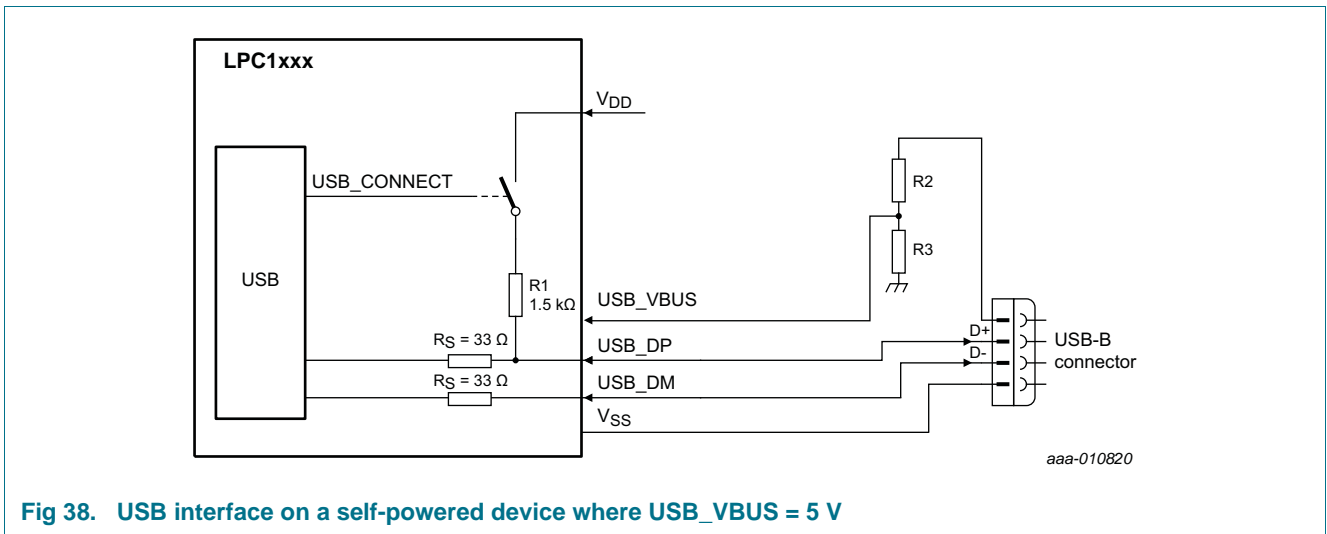 LPC1xxx
VDD
USB_CONNECT
R2
R3
USB
R1
1.5 kΩ
USB_VBUS
RS = 33 Ω
USB_DP
D+
USB-B
connector
D-
RS = 33 Ω
USB_DM
VSS
aaa-010820
Fig 38. USB interface on a self-powered device where USB_VBUS = 5 V